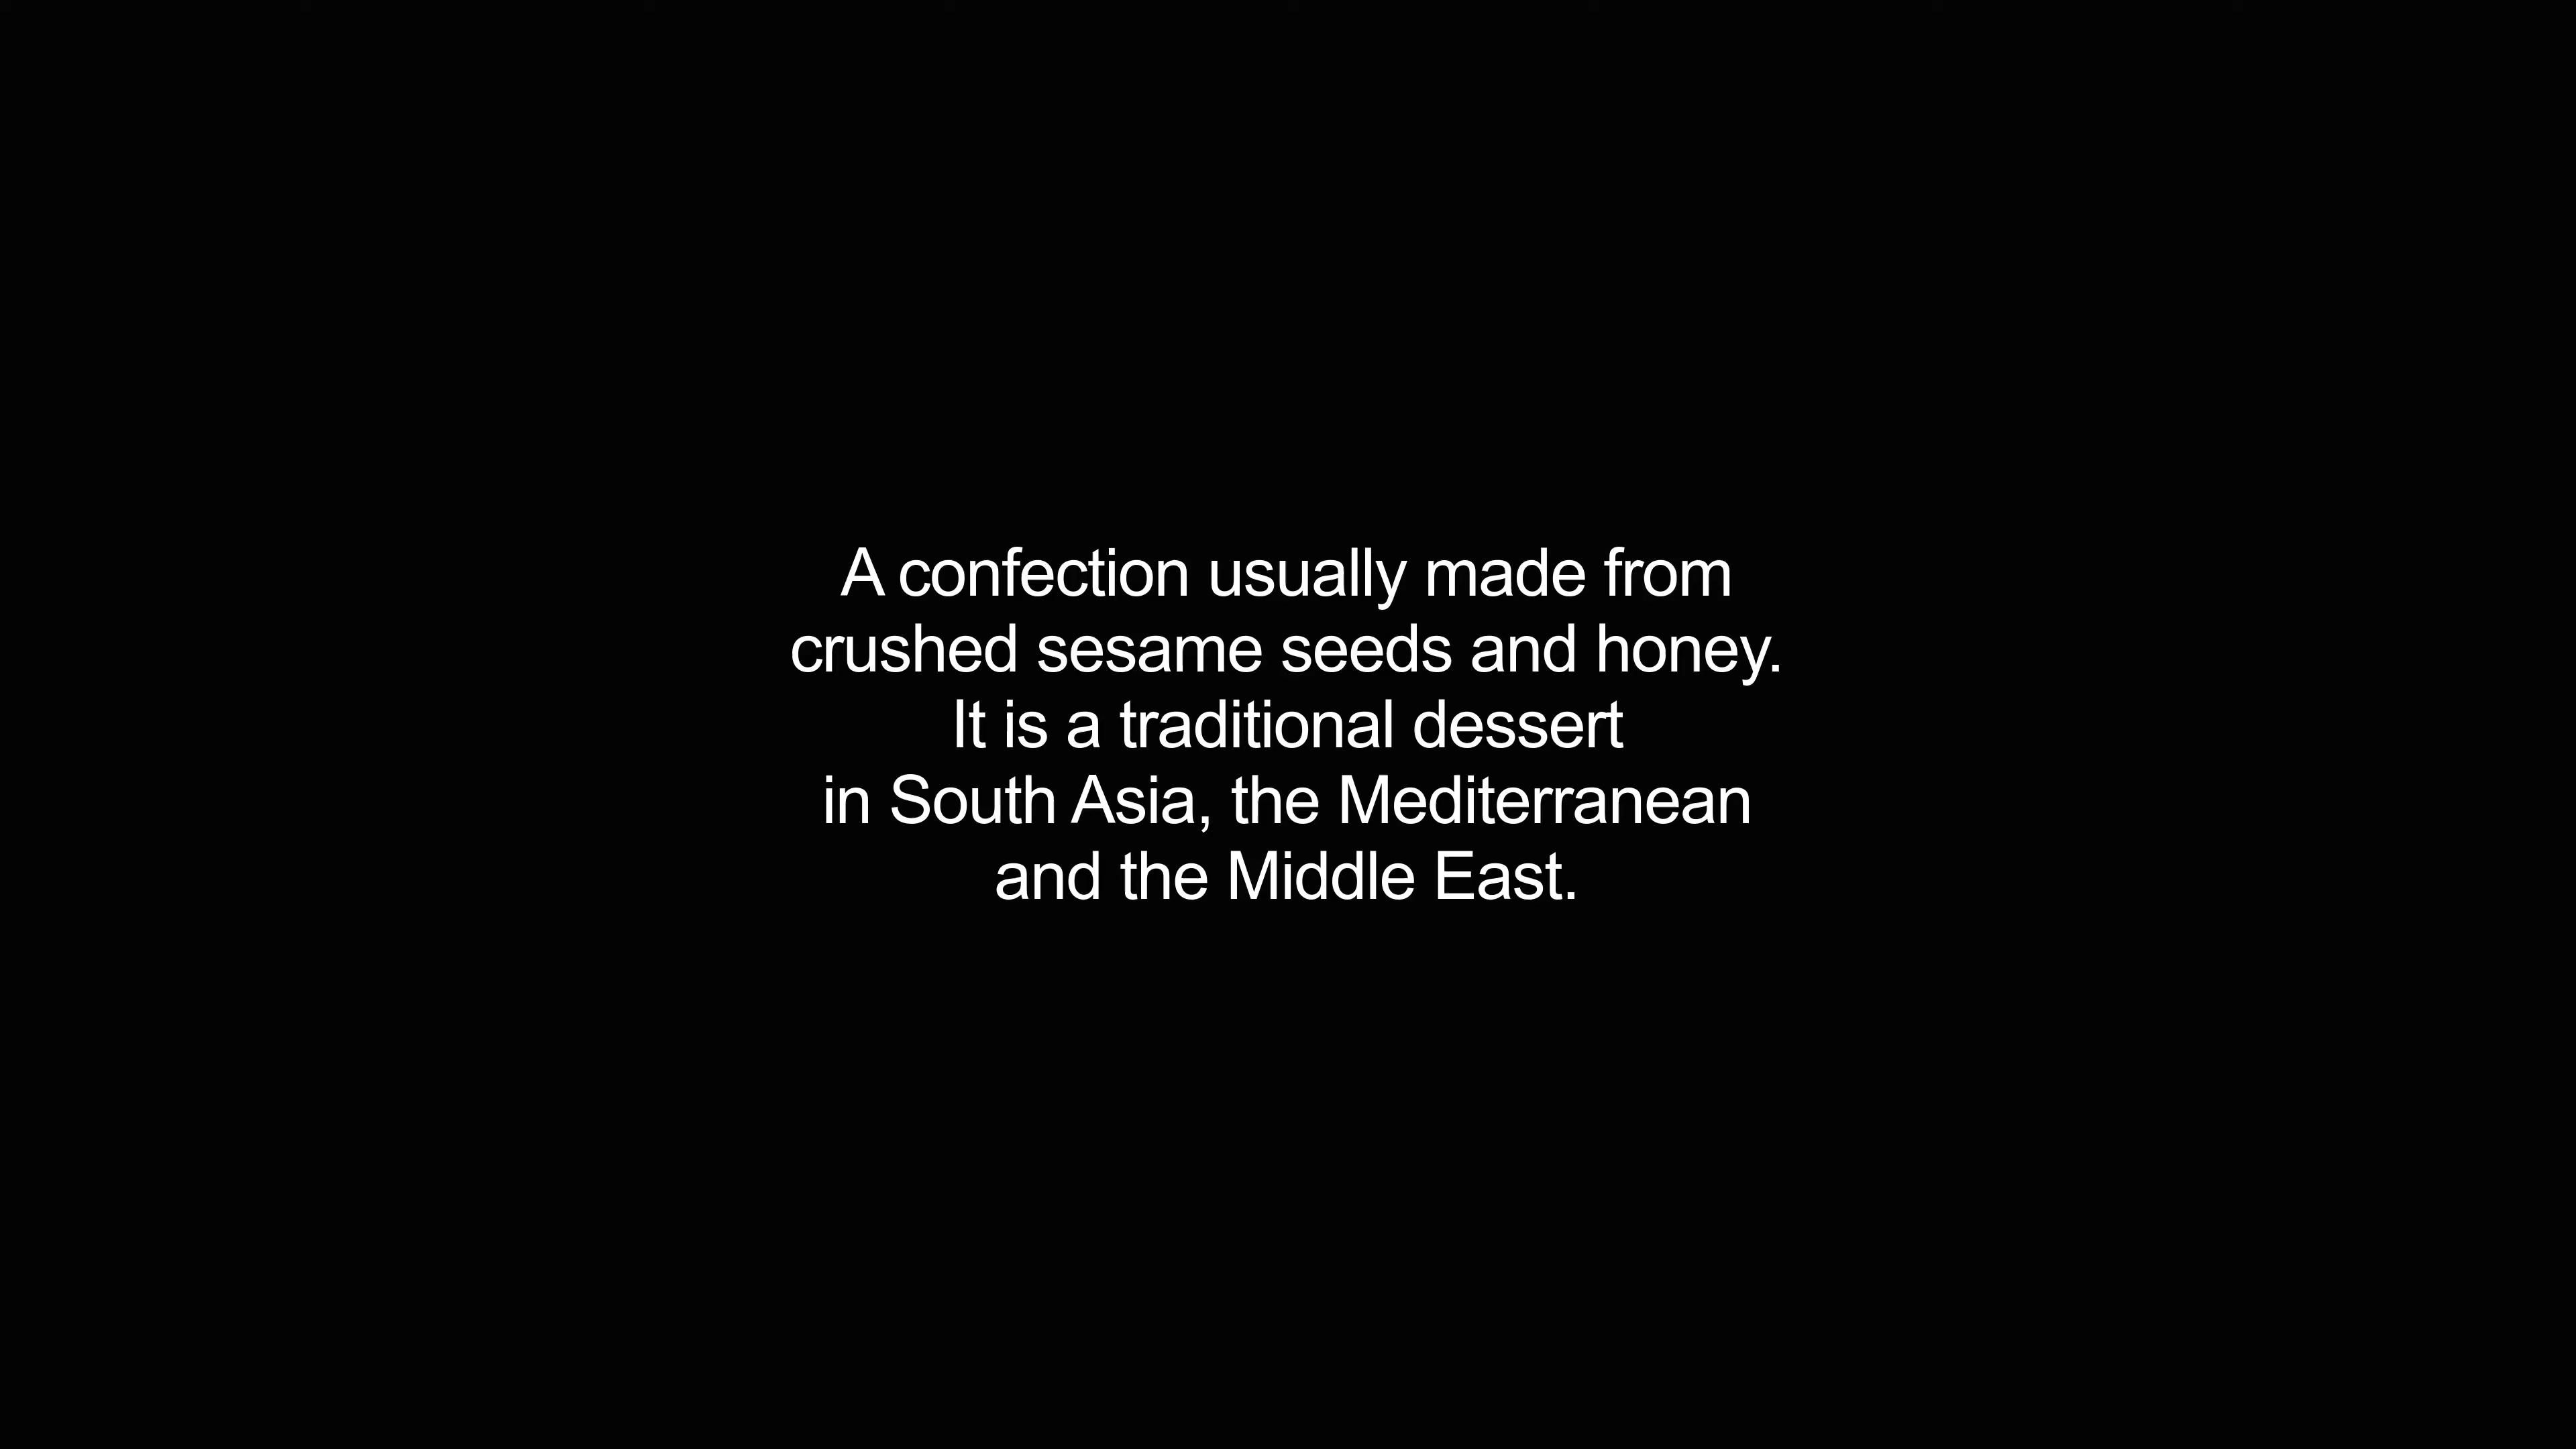 A confection usually made from
crushed sesame seeds and honey.
It is a traditional dessert
in South Asia, the Mediterranean
and the Middle East.